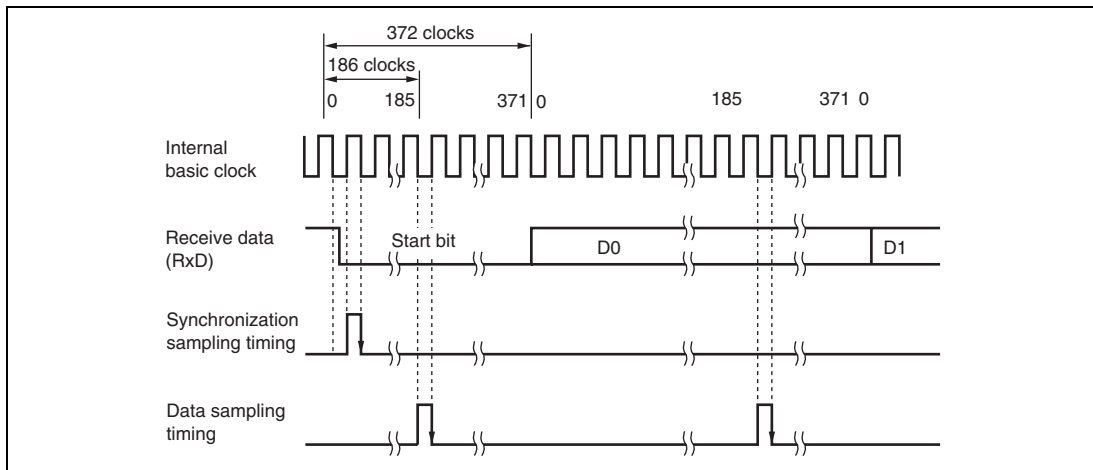 372 clocks
186 clocks
0 185 371 0 185 371 0
Internal
basic clock
Receive data
(RxD)
Start bit
D0
D1
Synchronization
sampling timing
Data sampling
timing